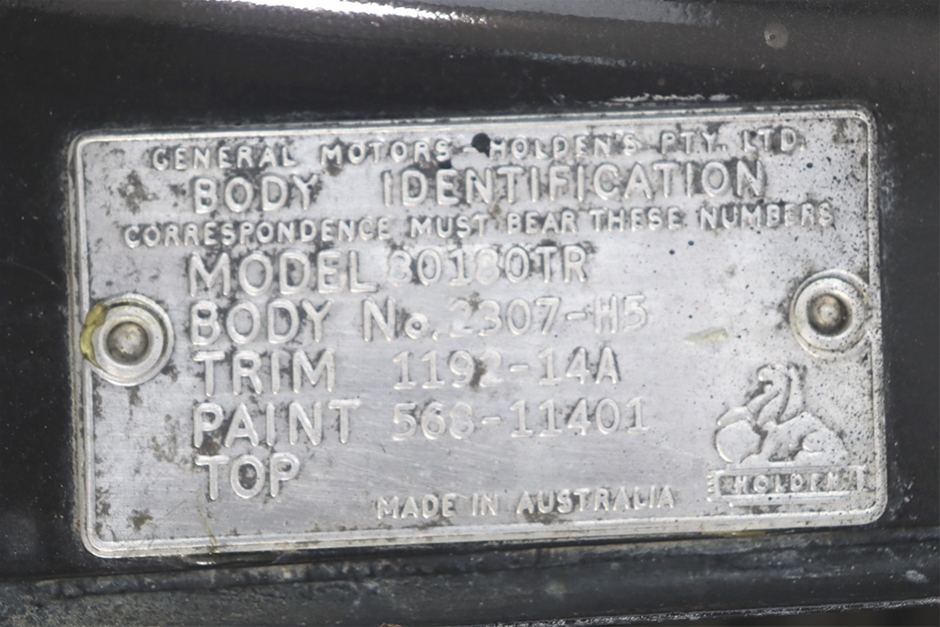 GENERAL MOTORS-HOLDEN'S PTY. LTD.
BODY IDENTIFICATION
CORRESPONDENCE MUST BEAR THESE NUMBERS
MODEL 80180TR
BODY No. 2307-H5
TRIM 1192-14A
PAINT 568-11401
TOP
MADE IN AUSTRALIA
HOLDEN